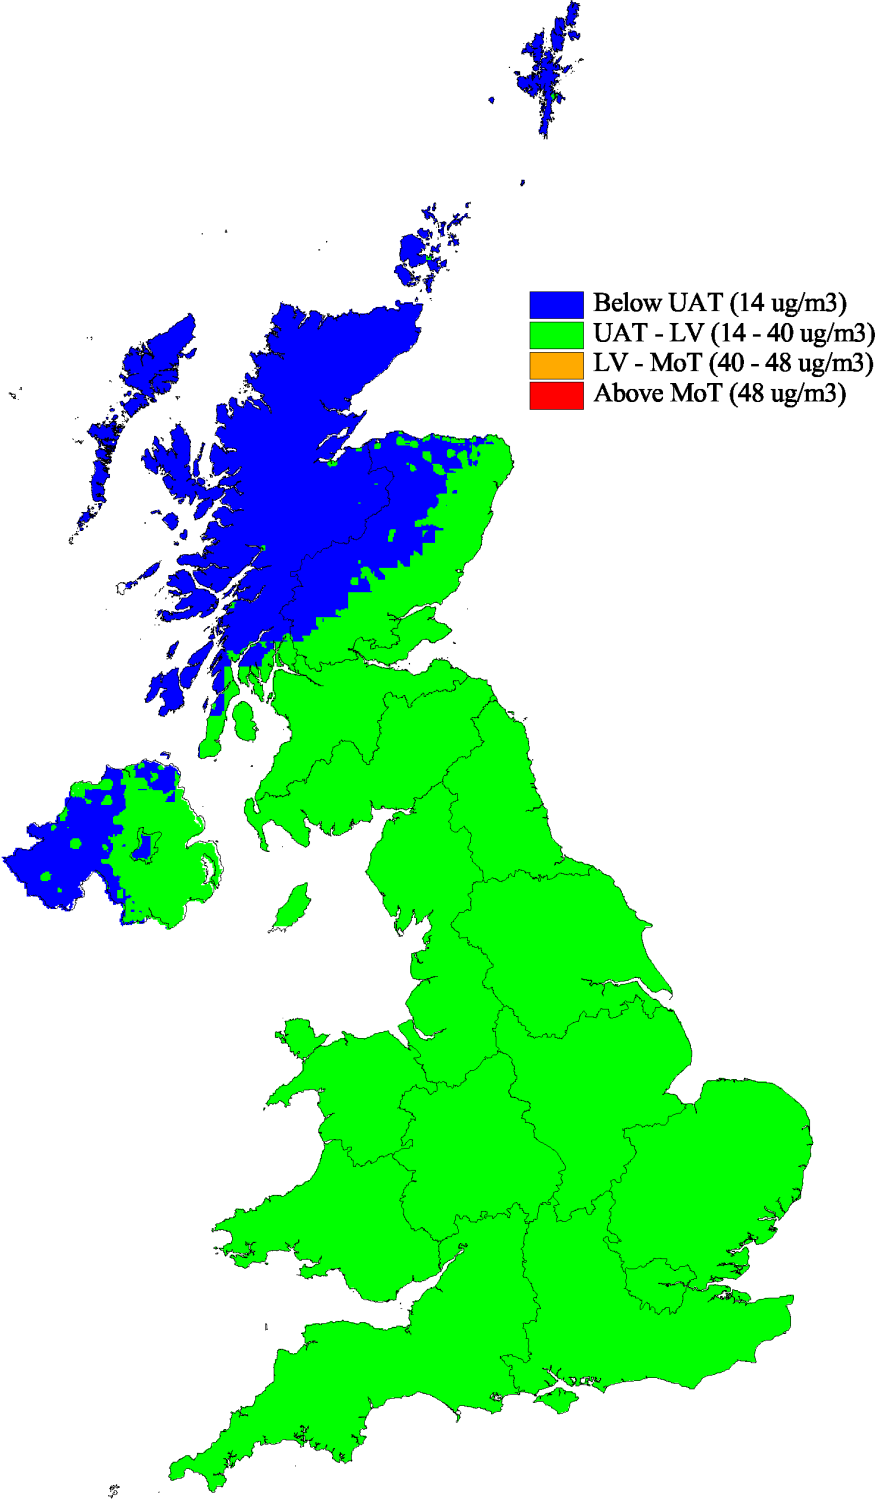 Below UAT (14 ug/m3)
UAT - LV (14 - 40 ug/m3)
LV - MoT (40 - 48 ug/m3)
Above MoT (48 ug/m3)